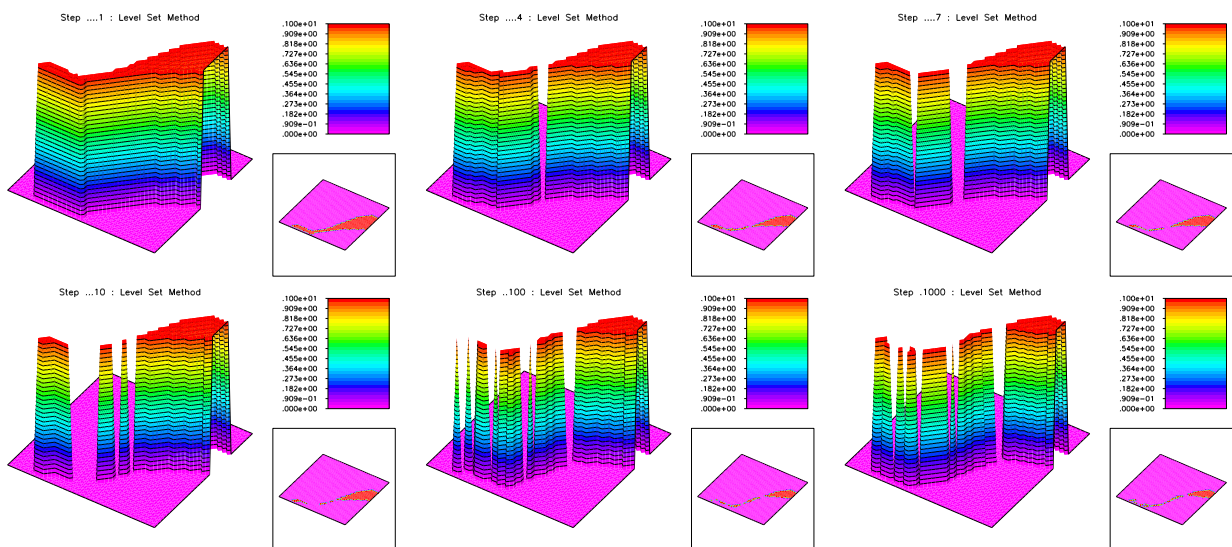 Step ....1 : Level Set Method
.100e+01
.909e+00
.818e+00
.727e+00
.636e+00
.545e+00
.455e+00
.364e+00
.273e+00
.182e+00
.909e-01
.000e+00
Step ....4 : Level Set Method
.100e+01
.909e+00
.818e+00
.727e+00
.636e+00
.545e+00
.455e+00
.364e+00
.273e+00
.182e+00
.909e-01
.000e+00
Step ....7 : Level Set Method
.100e+01
.909e+00
.818e+00
.727e+00
.636e+00
.545e+00
.455e+00
.364e+00
.273e+00
.182e+00
.909e-01
.000e+00
Step ...10 : Level Set Method
.100e+01
.909e+00
.818e+00
.727e+00
.636e+00
.545e+00
.455e+00
.364e+00
.273e+00
.182e+00
.909e-01
.000e+00
Step ..100 : Level Set Method
.100e+01
.909e+00
.818e+00
.727e+00
.636e+00
.545e+00
.455e+00
.364e+00
.273e+00
.182e+00
.909e-01
.000e+00
Step .1000 : Level Set Method
.100e+01
.909e+00
.818e+00
.727e+00
.636e+00
.545e+00
.455e+00
.364e+00
.273e+00
.182e+00
.909e-01
.000e+00